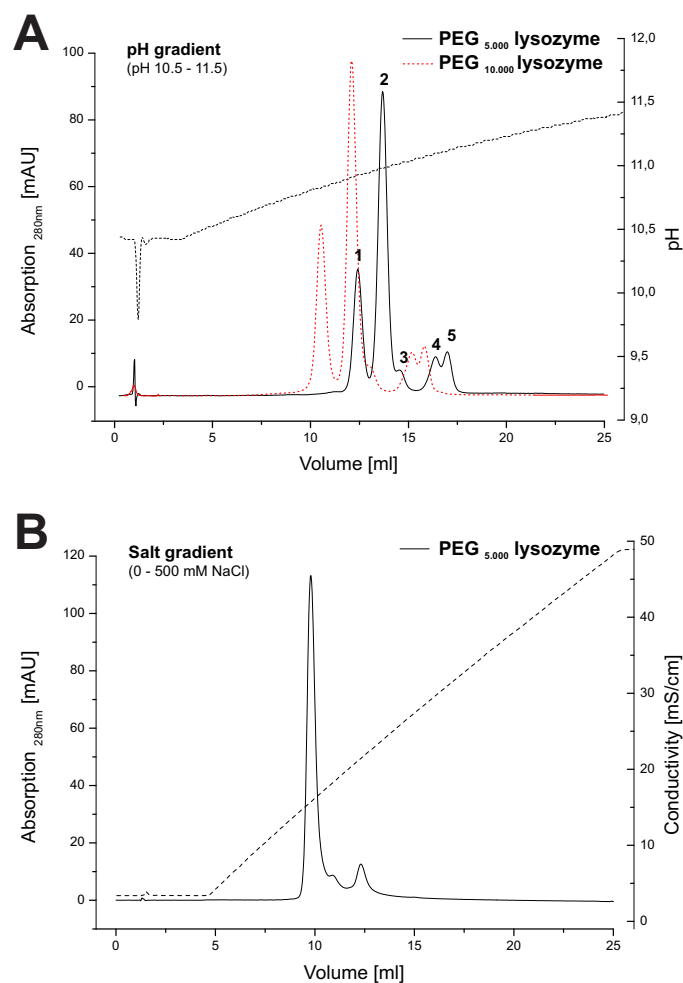 A
pH gradient
(pH 10.5 - 11.5)
PEG 5.000 lysozyme
PEG 10.000 lysozyme
100
80
60
40
20
0
Absorption 280nm [mAU]
12,0
11,5
11,0
10,5
10,0
9,5
9,0
pH
1
2
3
4
5
0
5
10
15
20
25
Volume [ml]
B
Salt gradient
(0 - 500 mM NaCl)
PEG 5.000 lysozyme
120
100
80
60
40
20
0
Absorption 280nm [mAU]
50
40
30
20
10
0
Conductivity [mS/cm]
0
5
10
15
20
25
Volume [ml]